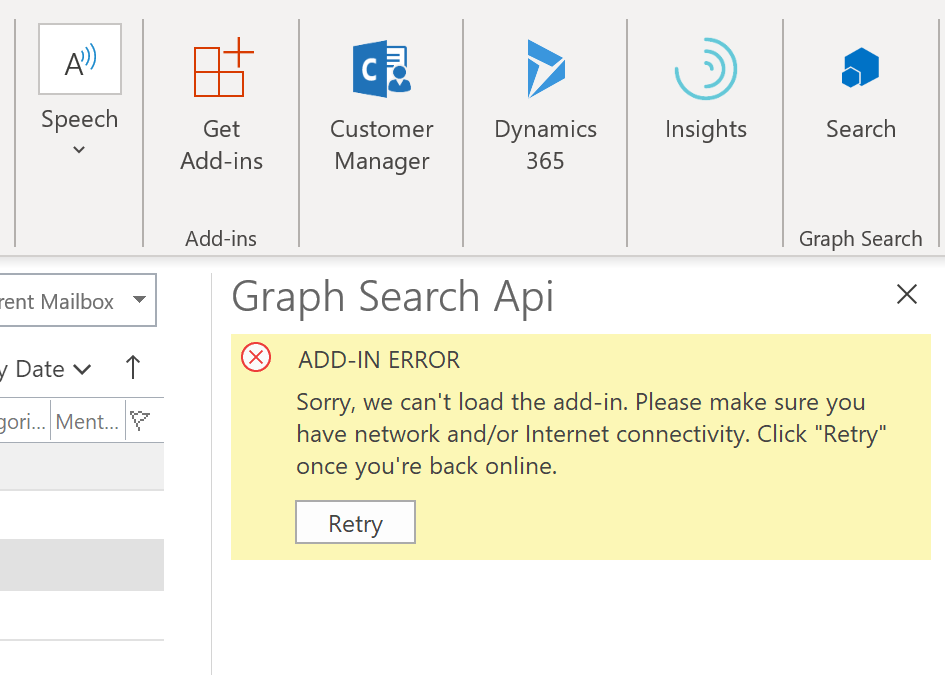 Speech
Get
Add-ins
Customer
Manager
Dynamics
365
Insights
Search
Add-ins
Graph Search
rent Mailbox
Graph Search Api
y Date
gori... Ment...
ADD-IN ERROR
Sorry, we can't load the add-in. Please make sure you
have network and/or Internet connectivity. Click "Retry"
once you're back online.
Retry